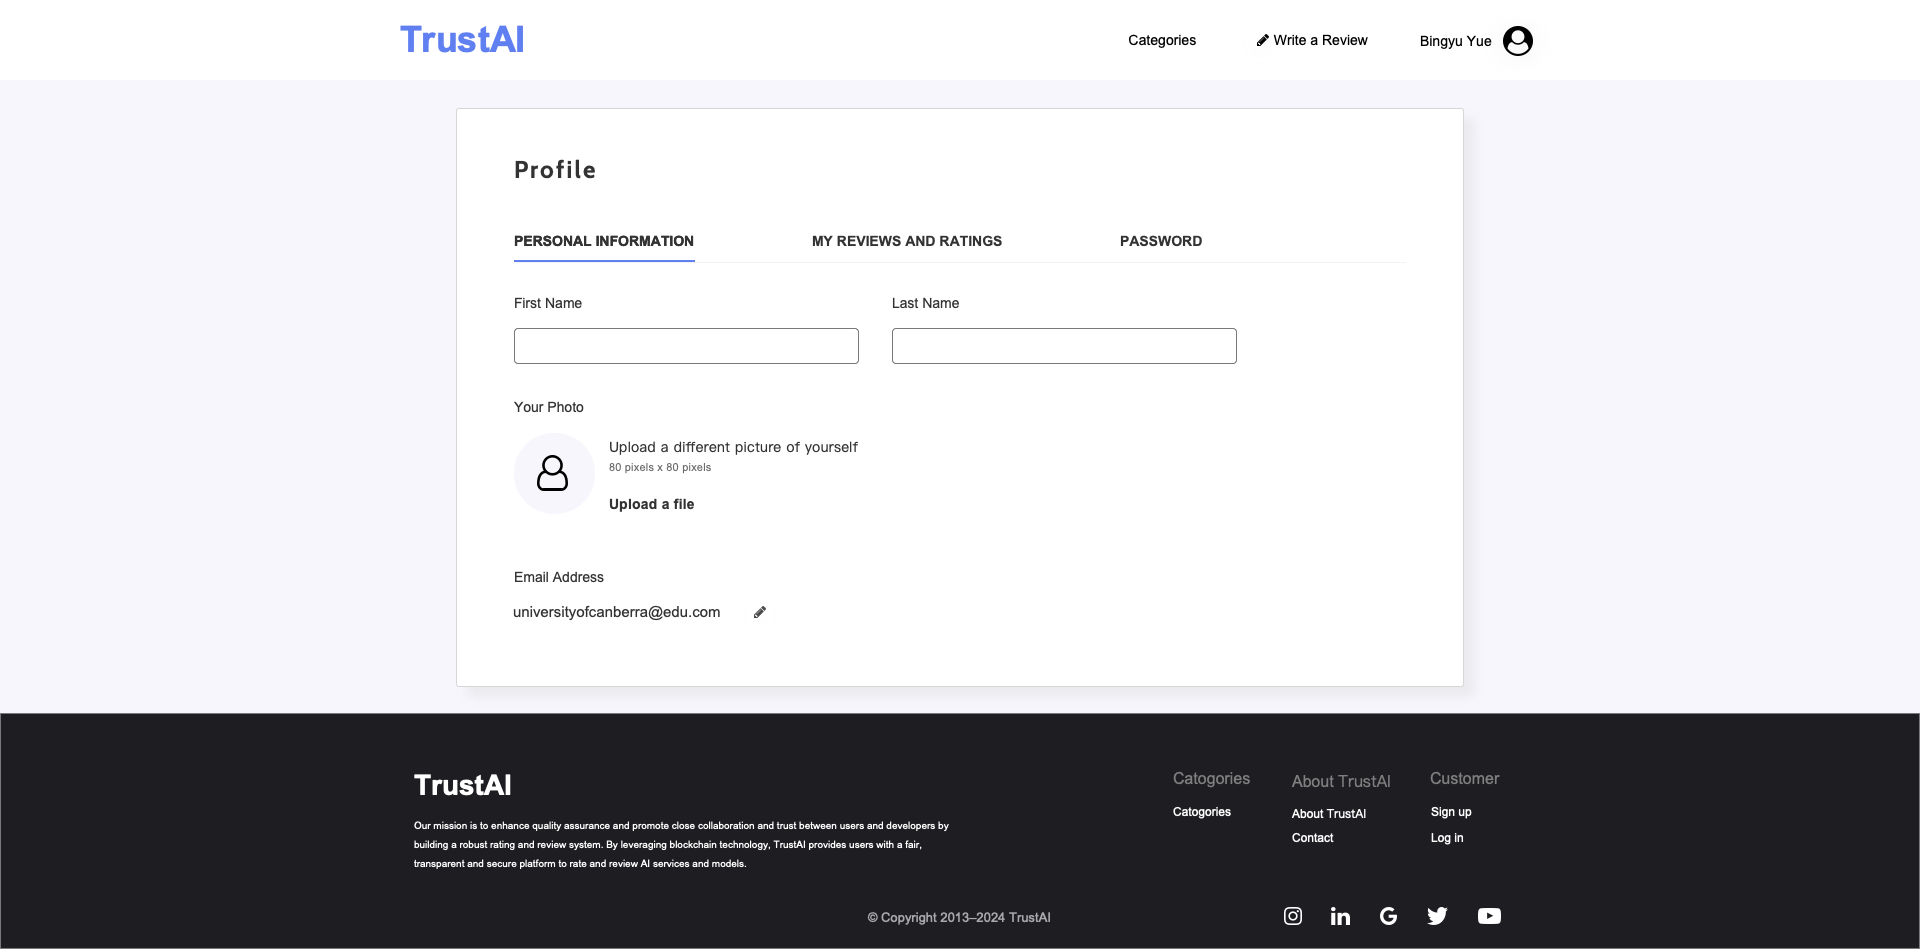 TrustAI
Categories
Write a Review
Bingyu Yue
Profile
PERSONAL INFORMATION
MY REVIEWS AND RATINGS
PASSWORD
First Name
Last Name
Your Photo
Upload a different picture of yourself
80 pixels x 80 pixels
Upload a file
Email Address
universityofcanberra@edu.com
TrustAI
Our mission is to enhance quality assurance and promote close collaboration and trust between users and developers by
building a robust rating and review system. By leveraging blockchain technology, TrustAI provides users with a fair,
transparent and secure platform to rate and review AI services and models.
Catogories
Catogories
About TrustAI
About TrustAI
Contact
Customer
Sign up
Log in
© Copyright 2013–2024 TrustAI